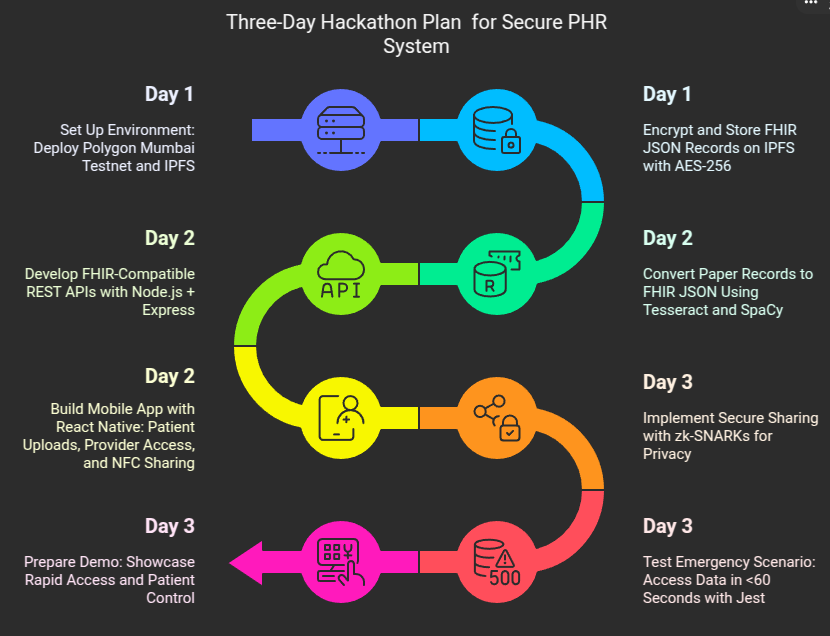 Three-Day Hackathon Plan for Secure PHR
System
Day 1
Set Up Environment:
Deploy Polygon Mumbai
Testnet and IPFS
Day 1
Encrypt and Store FHIR
JSON Records on IPFS
with AES-256
Day 2
Convert Paper Records to
FHIR JSON Using
Tesseract and SpaCy
R
Day 2
Develop FHIR-Compatible
REST APIs with Node.js +
Express
API
Day 2
Build Mobile App with
React Native: Patient
Uploads, Provider Access,
and NFC Sharing
Day 3
Implement Secure Sharing
with zk-SNARKs for
Privacy
Day 3
Test Emergency Scenario:
Access Data in <60
Seconds with Jest
500
Day 3
Prepare Demo: Showcase
Rapid Access and Patient
Control